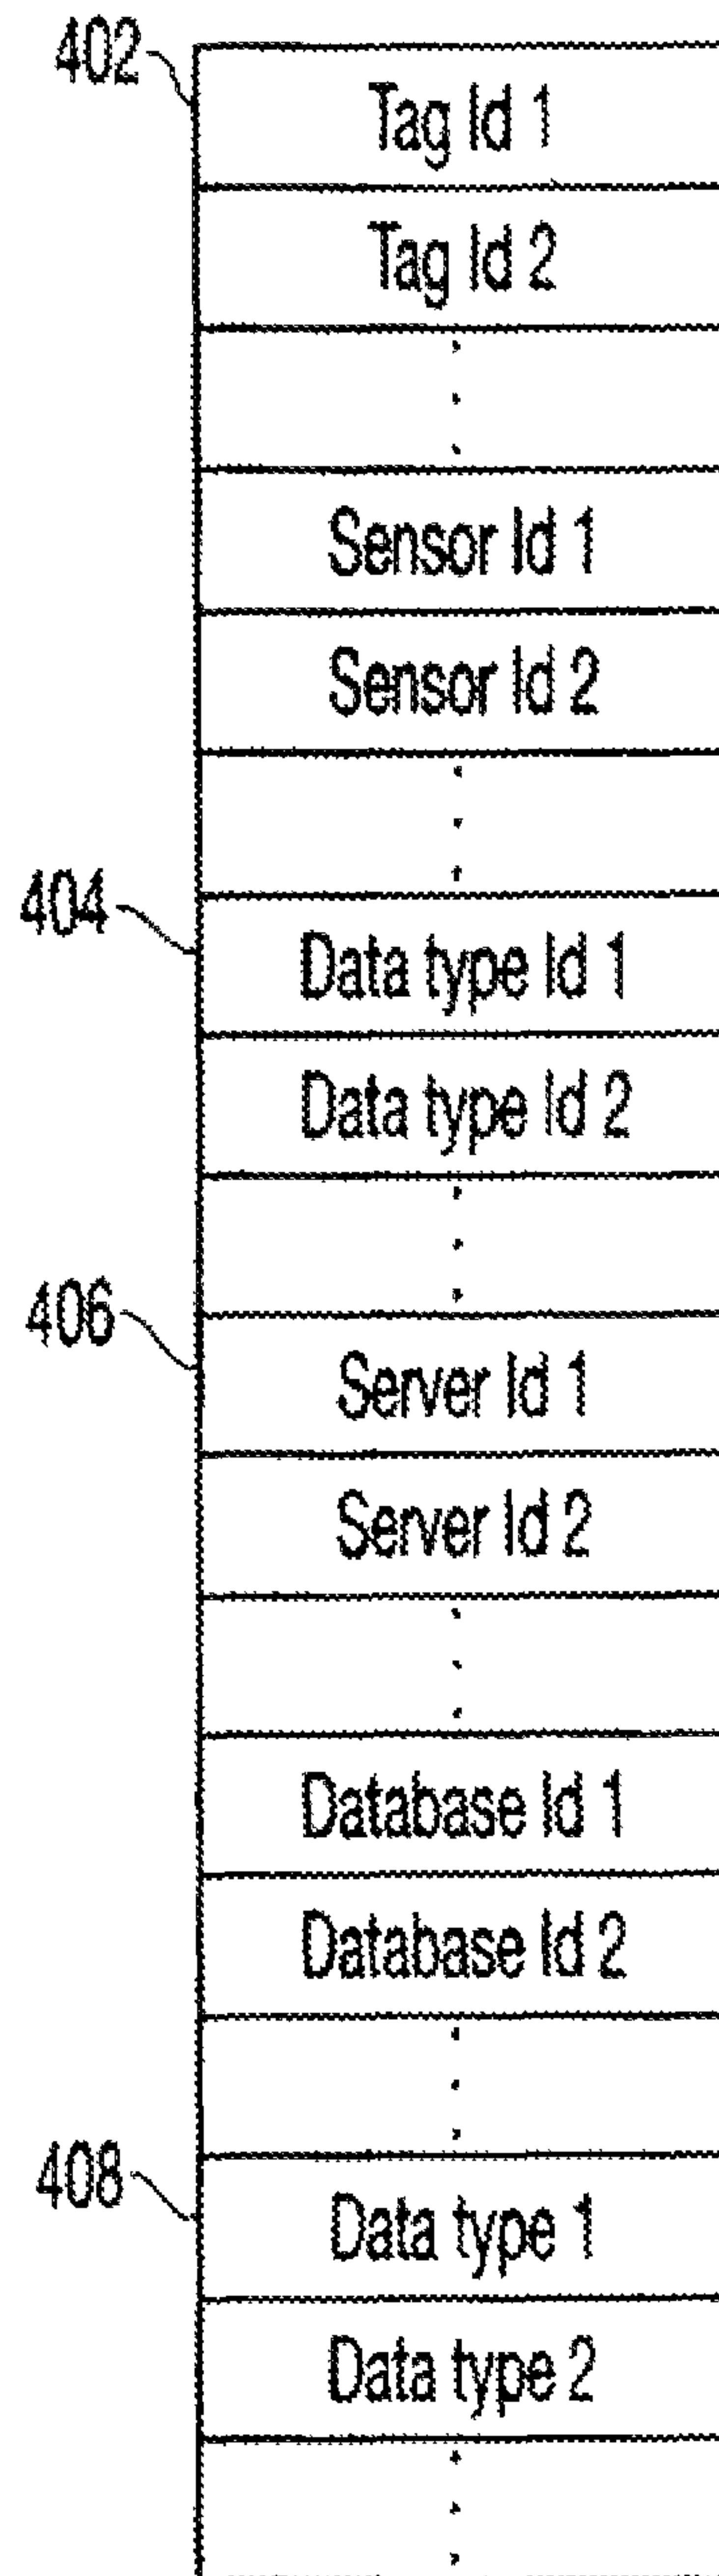 402
Tag Id 1
Tag Id 2
Sensor Id 1
Sensor Id 2
404
Data type Id 1
Data type Id 2
406
Server Id 1
Server Id 2
Database Id 1
Database Id 2
408
Data type 1
Data type 2